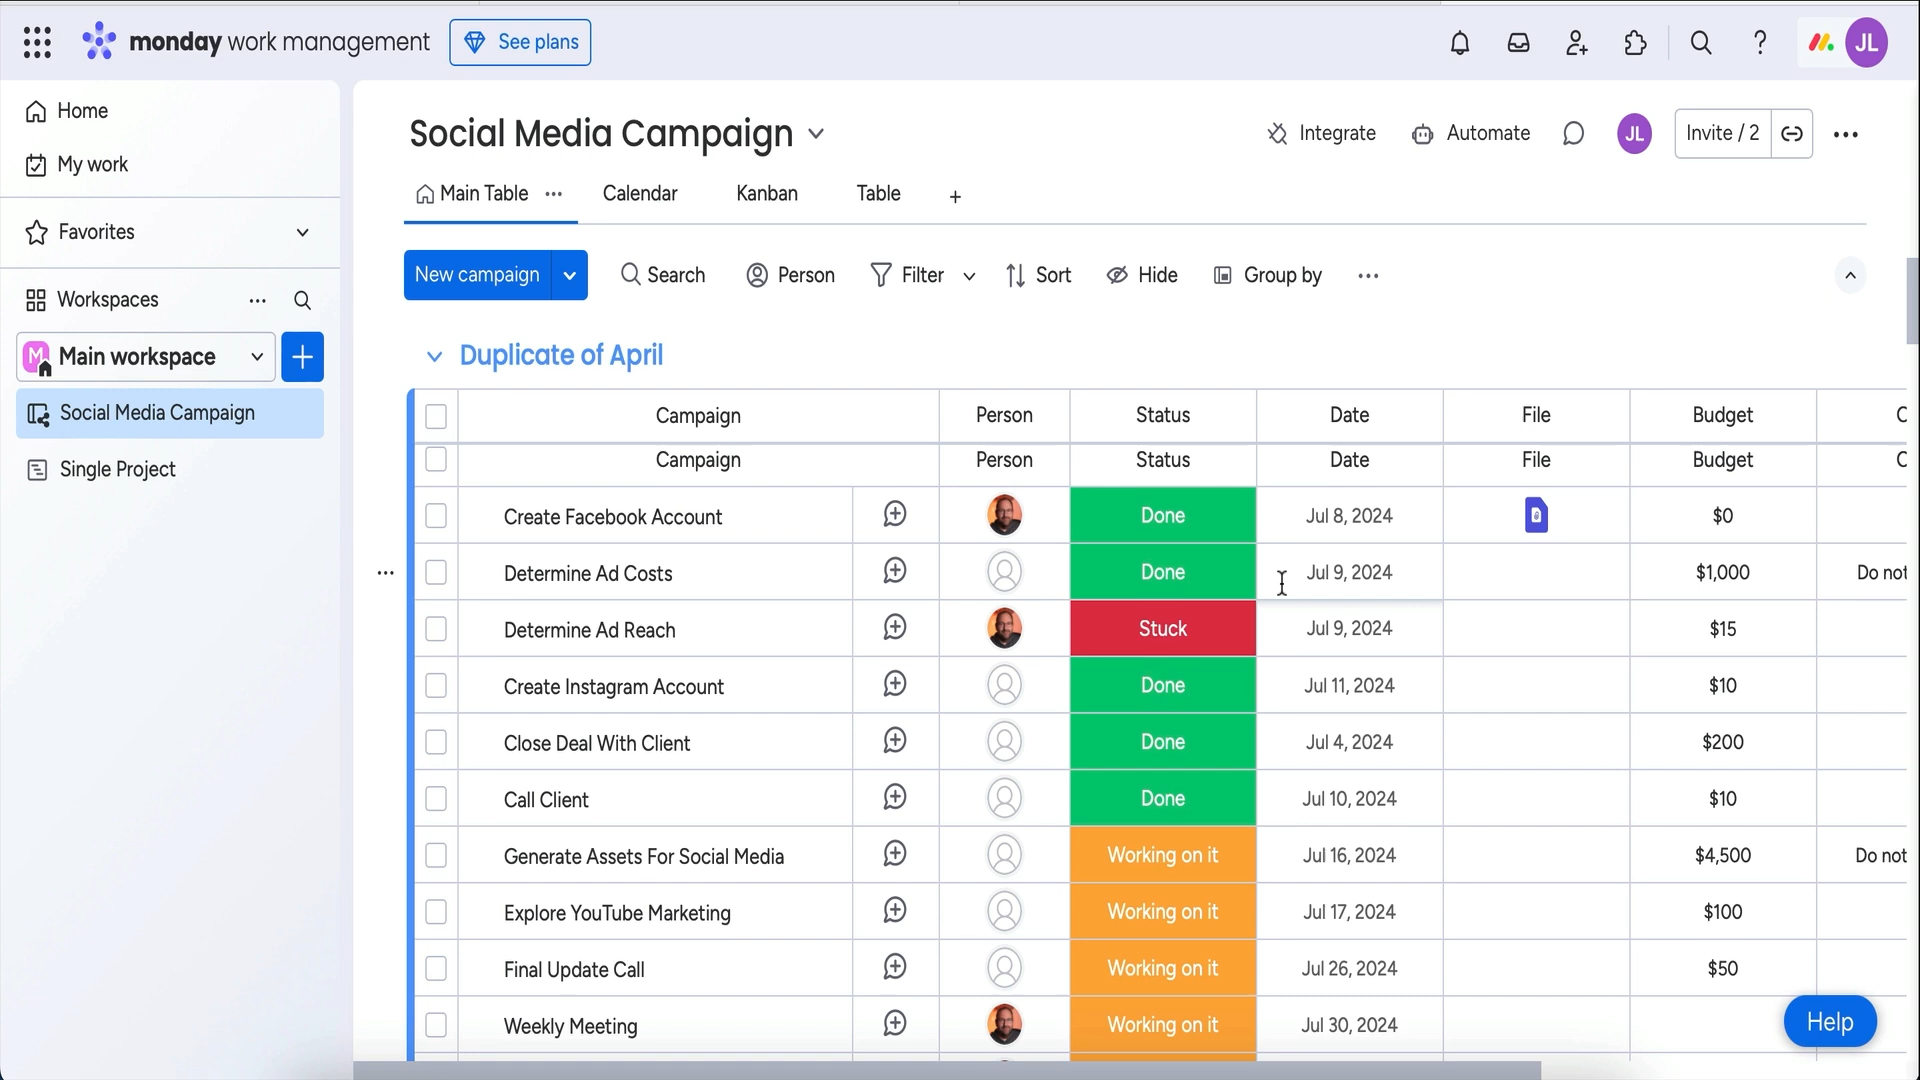 monday work management See plans JL
Home
My work
Favorites
Workspaces
M Main workspace
Social Media Campaign
Single Project
Social Media Campaign Integrate Automate JL Invite / 2
Main Table Calendar Kanban Table
New campaign Search Person Filter Sort Hide Group by
Duplicate of April
Campaign Person Status Date File Budget
Campaign Person Status Date File Budget
Create Facebook Account Done Jul 8, 2024 $0
Determine Ad Costs Done Jul 9, 2024 $1,000 Do not
Determine Ad Reach Stuck Jul 9, 2024 $15
Create Instagram Account Done Jul 11, 2024 $10
Close Deal With Client Done Jul 4, 2024 $200
Call Client Done Jul 10, 2024 $10
Generate Assets For Social Media Working on it Jul 16, 2024 $4,500 Do not
Explore YouTube Marketing Working on it Jul 17, 2024 $100
Final Update Call Working on it Jul 26, 2024 $50
Weekly Meeting Working on it Jul 30, 2024
Help